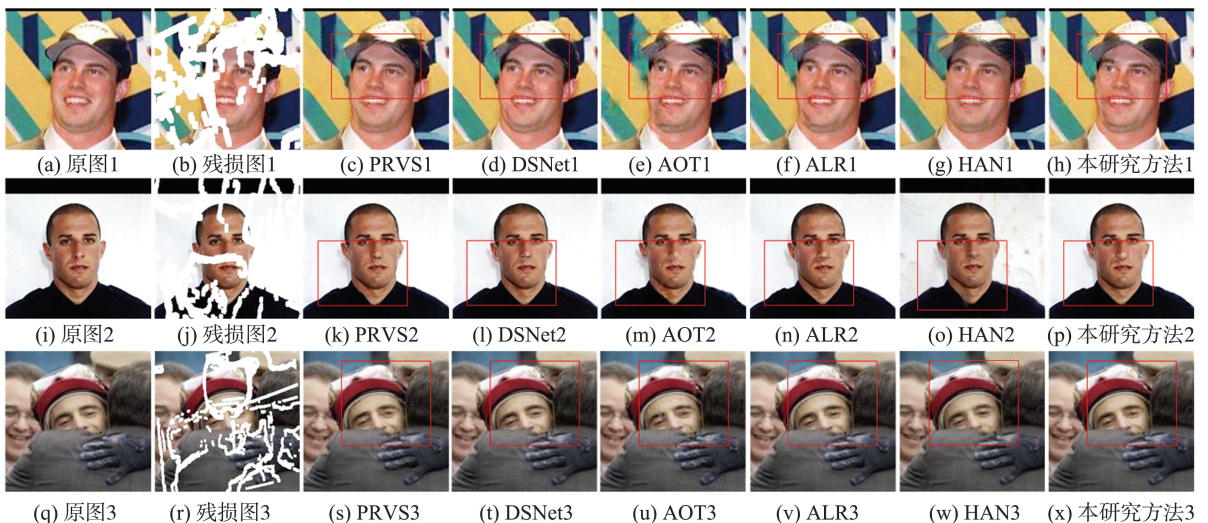 (a) 原图1 (b) 残损图1 (c) PRVS1 (d) DSNet1 (e) AOT1 (f) ALR1 (g) HAN1 (h) 本研究方法1
(i) 原图2 (j) 残损图2 (k) PRVS2 (l) DSNet2 (m) AOT2 (n) ALR2 (o) HAN2 (p) 本研究方法2
(q) 原图3 (r) 残损图3 (s) PRVS3 (t) DSNet3 (u) AOT3 (v) ALR3 (w) HAN3 (x) 本研究方法3